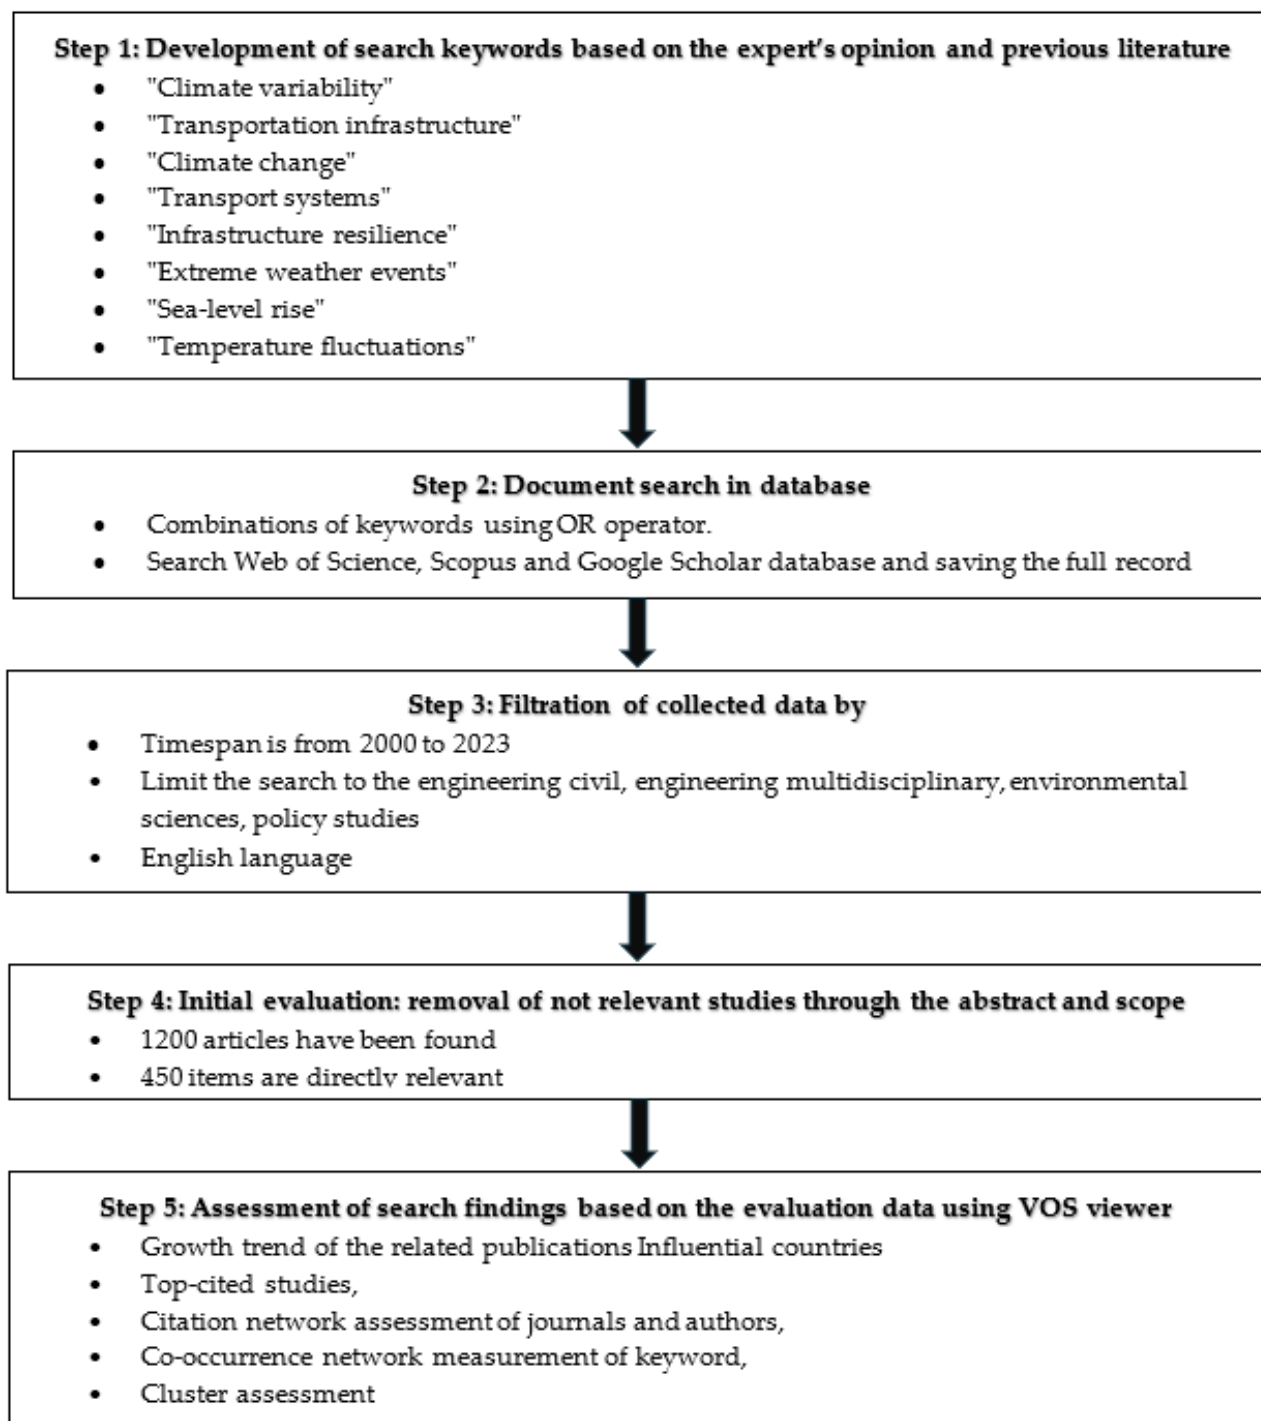 Step 1: Development of search keywords based on the expert's opinion and previous literature
• "Climate variability"
• "Transportation infrastructure"
• "Climate change"
• "Transport systems"
• "Infrastructure resilience"
• "Extreme weather events"
• "Sea-level rise"
• "Temperature fluctuations"
Step 2: Document search in database
• Combinations of keywords using OR operator.
• Search Web of Science, Scopus and Google Scholar database and saving the full record
Step 3: Filtration of collected data by
• Timespan is from 2000 to 2023
• Limit the search to the engineering civil, engineering multidisciplinary, environmental
sciences, policy studies
• English language
Step 4: Initial evaluation: removal of not relevant studies through the abstract and scope
• 1200 articles have been found
• 450 items are directly relevant
Step 5: Assessment of search findings based on the evaluation data using VOS viewer
• Growth trend of the related publications Influential countries
• Top-cited studies,
• Citation network assessment of journals and authors,
• Co-occurrence network measurement of keyword,
• Cluster assessment